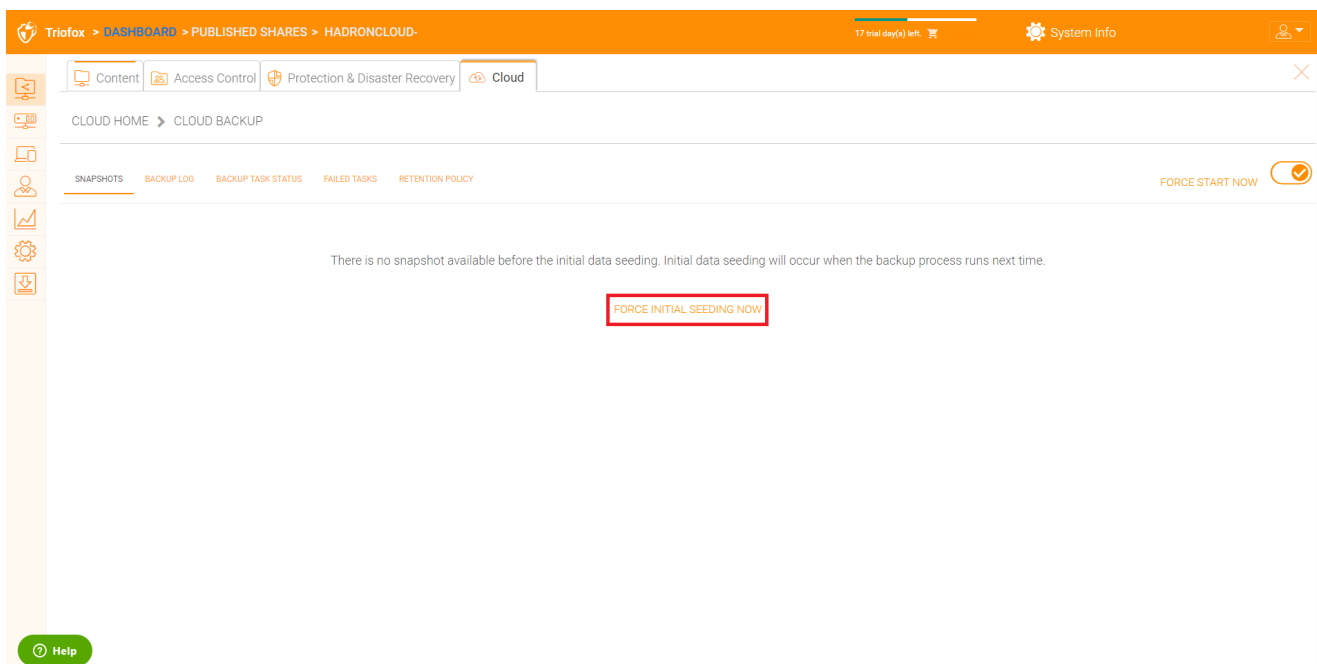 Triofox > DASHBOARD > PUBLISHED SHARES > HADRONCLOUD-
17 trial day(s) left.
System Info
Content
Access Control
Protection & Disaster Recovery
Cloud
CLOUD HOME > CLOUD BACKUP
SNAPSHOTS
BACKUP LOG
BACKUP TASK STATUS
FAILED TASKS
RETENTION POLICY
FORCE START NOW
There is no snapshot available before the initial data seeding. Initial data seeding will occur when the backup process runs next time.
FORCE INITIAL SEEDING NOW
Help